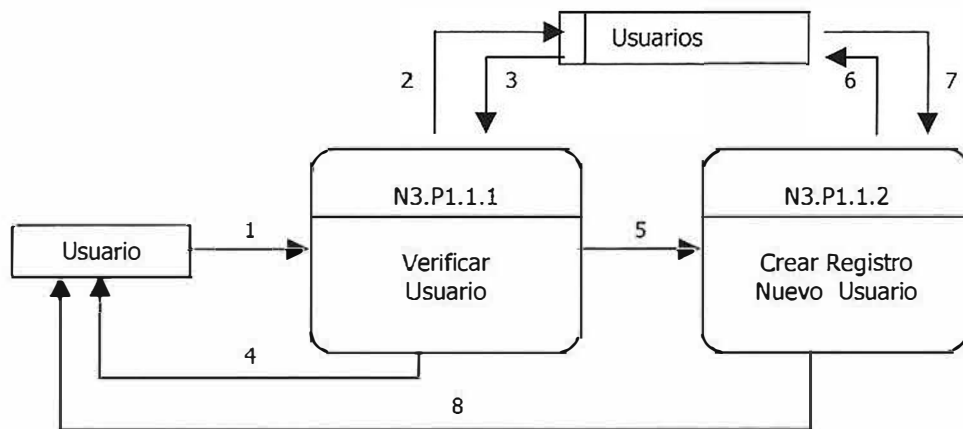 Usuarios
2
3
6
7
N3.P1.1.1
N3.P1.1.2
1
5
Usuario
Verificar
Usuario
Crear Registro
Nuevo Usuario
4
8